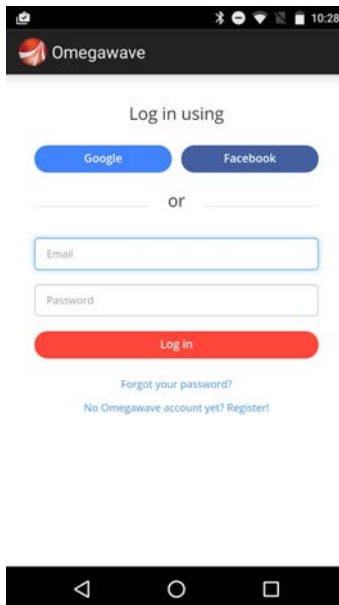 10:28
Omegawave
Log in using
Google Facebook
or
Email
Password
Log in
Forgot your password?
No Omegawave account yet? Register!